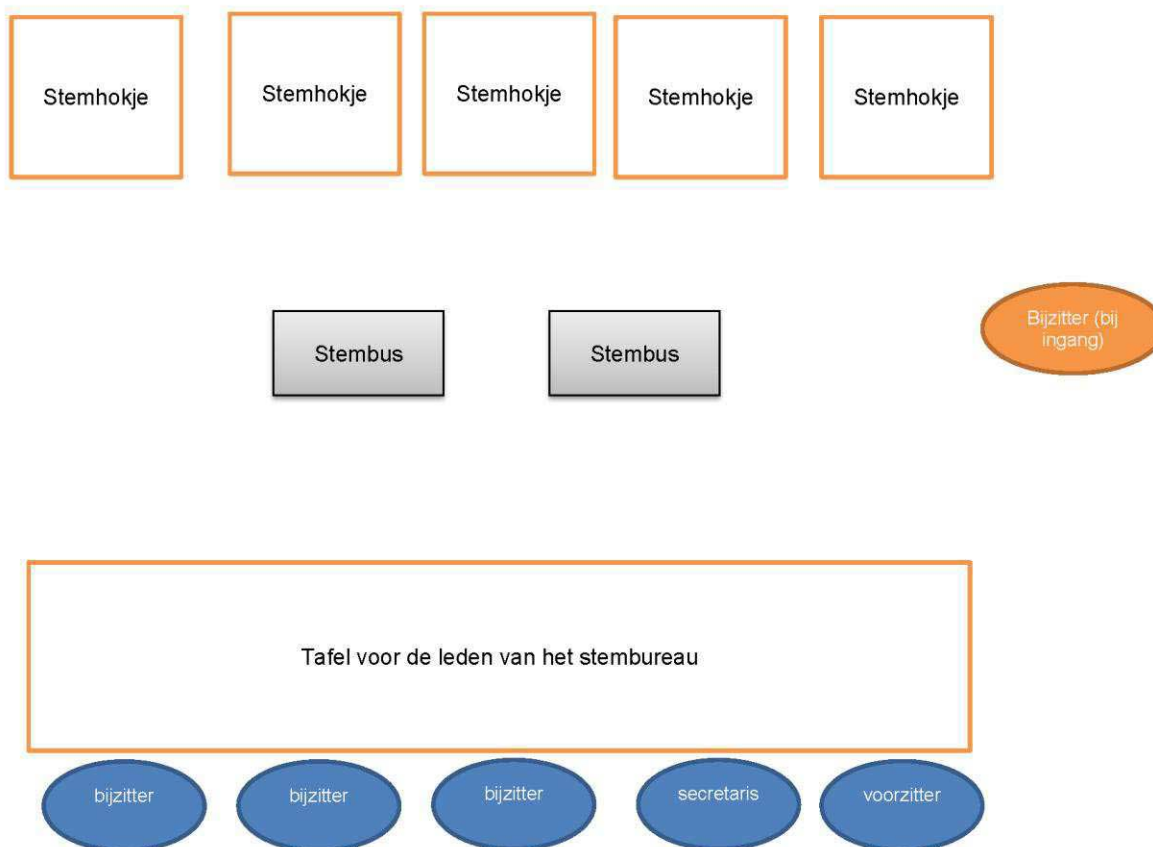 Stemhokje
Stemhokje
Stemhokje
Stemhokje
Stemhokje
Bijzitter (bij
ingang)
Stembus
Stembus
Tafel voor de leden van het stembureau
bijzitter
bijzitter
bijzitter
secretaris
voorzitter